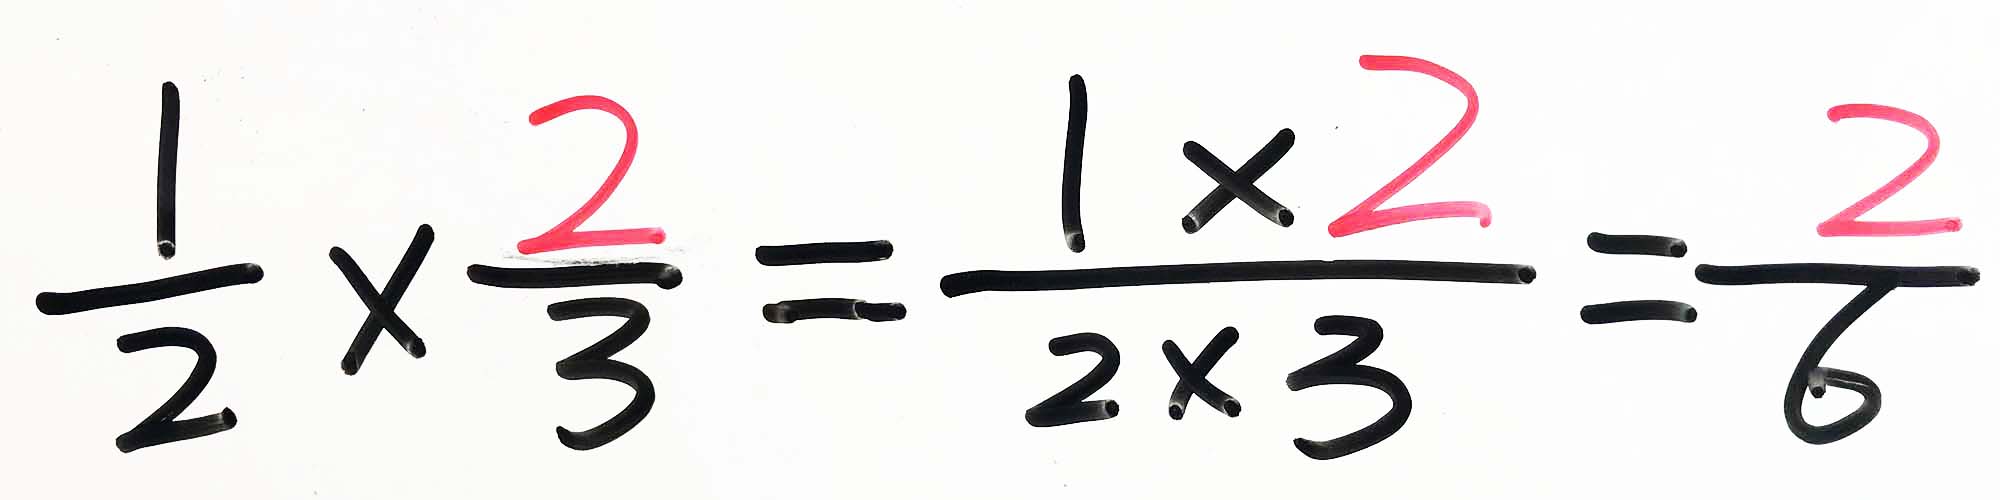 1/2 × 2/3 = (1 × 2)/(2 × 3) = 2/6